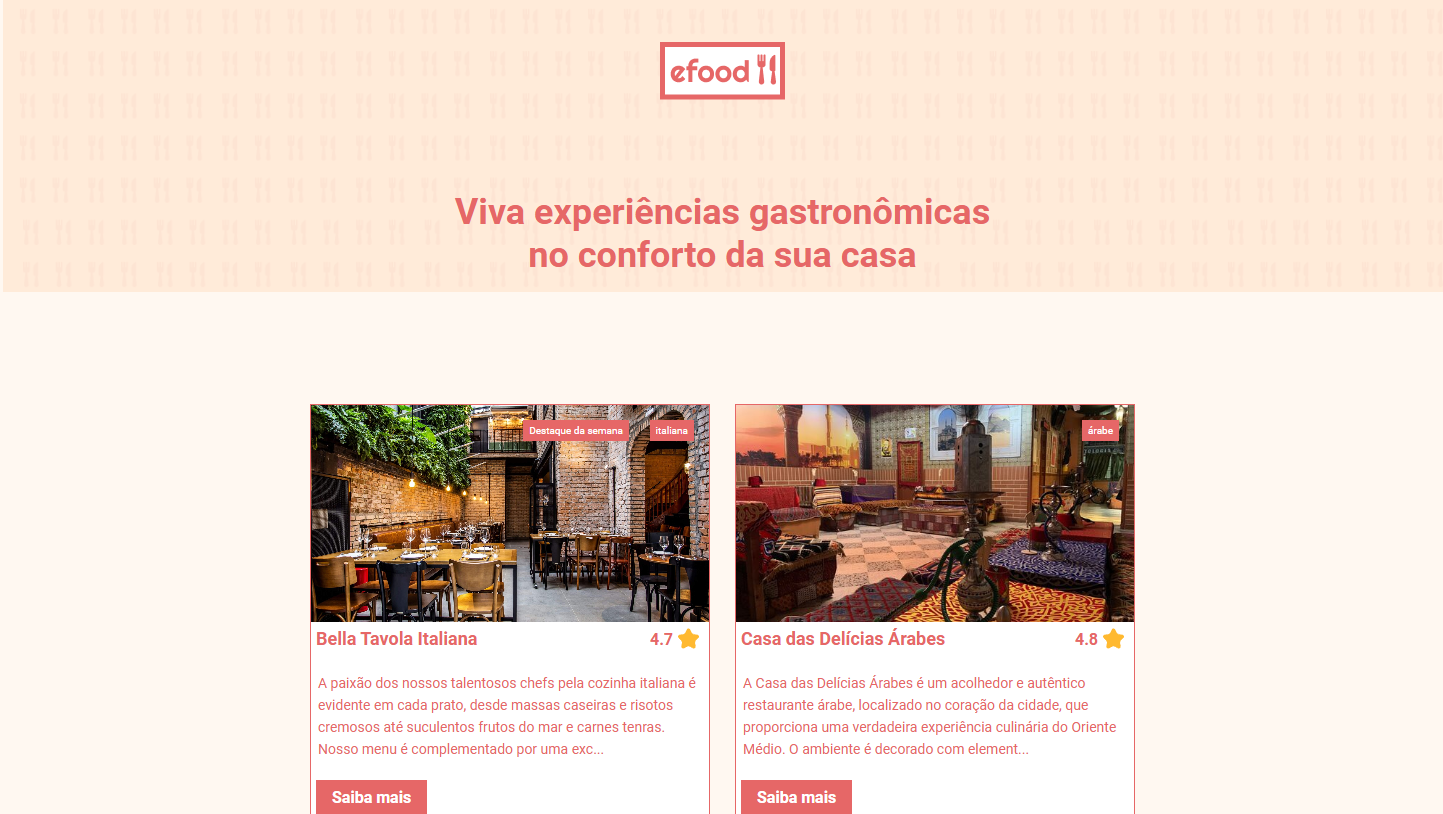 efood
Viva experiências gastronômicas
no conforto da sua casa
Destaque da semana
italiana
Bella Tavola Italiana
4.7
A paixão dos nossos talentosos chefs pela cozinha italiana é
evidente em cada prato, desde massas caseiras e risotos
cremosos até suculentos frutos do mar e carnes tenras.
Nosso menu é complementado por uma exc...
Saiba mais
árabe
Casa das Delícias Árabes
4.8
A Casa das Delícias Árabes é um acolhedor e autêntico
restaurante árabe, localizado no coração da cidade, que
proporciona uma verdadeira experiência culinária do Oriente
Médio. O ambiente é decorado com element...
Saiba mais